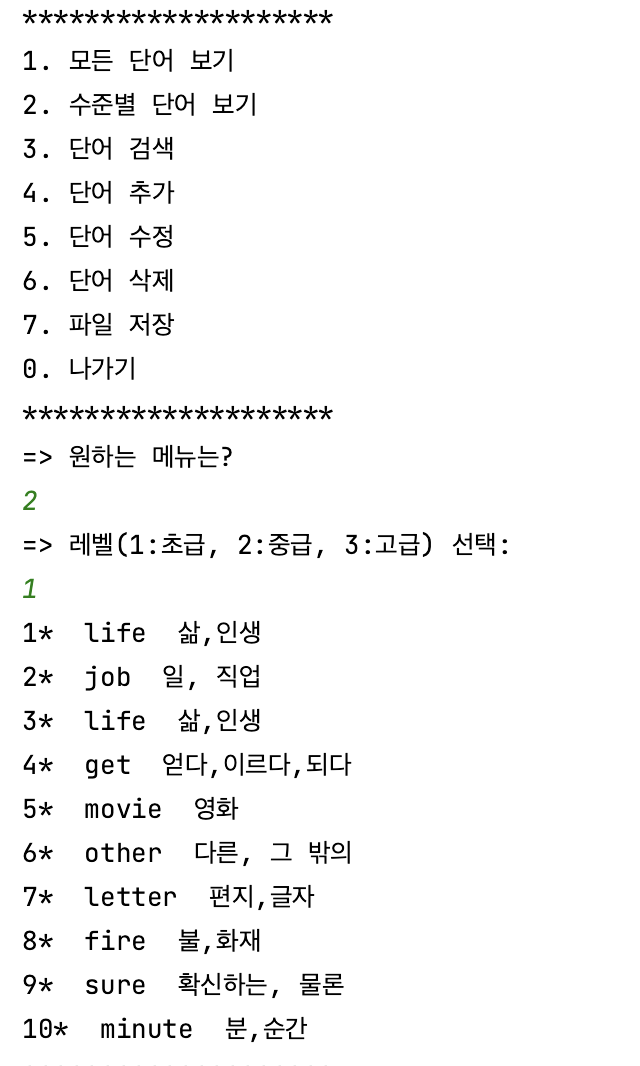 ********************
1. 모든 단어 보기
2. 수준별 단어 보기
3. 단어 검색
4. 단어 추가
5. 단어 수정
6. 단어 삭제
7. 파일 저장
0. 나가기
********************
=> 원하는 메뉴는?
2
=> 레벨(1:초급, 2:중급, 3:고급) 선택:
1
1*  life  삶,인생
2*  job  일, 직업
3*  life  삶,인생
4*  get  얻다,이르다,되다
5*  movie  영화
6*  other  다른, 그 밖의
7*  letter  편지,글자
8*  fire  불,화재
9*  sure  확신하는, 물론
10*  minute  분,순간